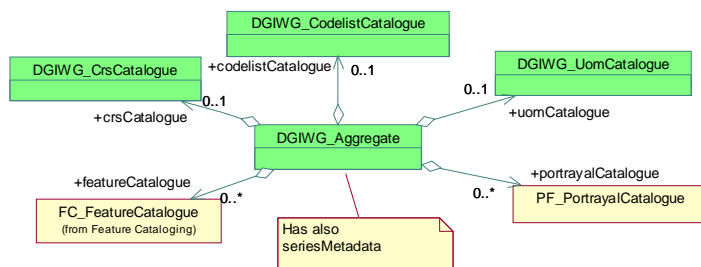 DGIWG_CodelistCatalogue
+codelistCatalogue
0..1
DGIWG_CrsCatalogue
0..1
+crsCatalogue
DGIWG_UomCatalogue
0..1
+uomCatalogue
DGIWG_Aggregate
+featureCatalogue
0..*
+portrayalCatalogue
0..*
FC_FeatureCatalogue
(from Feature Cataloging)
PF_PortrayalCatalogue
Has also
seriesMetadata